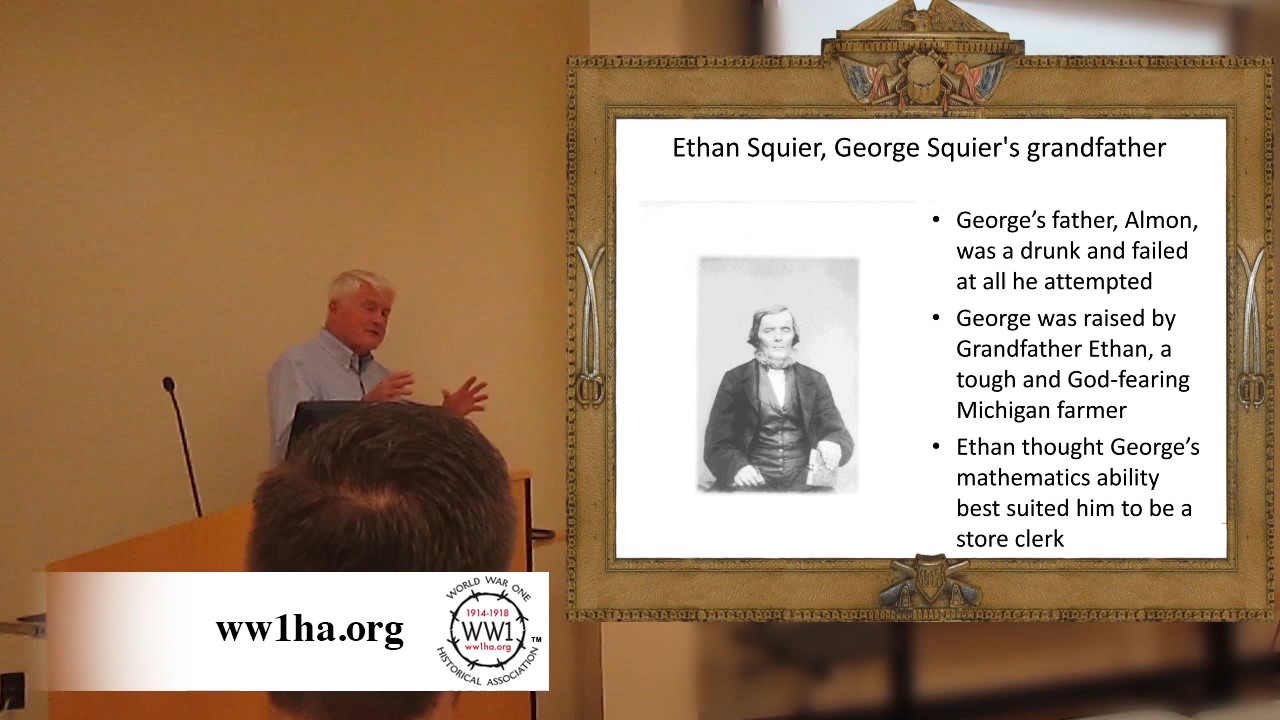 Ethan Squier, George Squier's grandfather
• George’s father, Almon,
was a drunk and failed
at all he attempted
• George was raised by
Grandfather Ethan, a
tough and God-fearing
Michigan farmer
• Ethan thought George’s
mathematics ability
best suited him to be a
store clerk
ww1ha.org
WORLD WAR ONE
1914-1918
WW1
ww1ha.org
HISTORICAL ASSOCIATION
TM